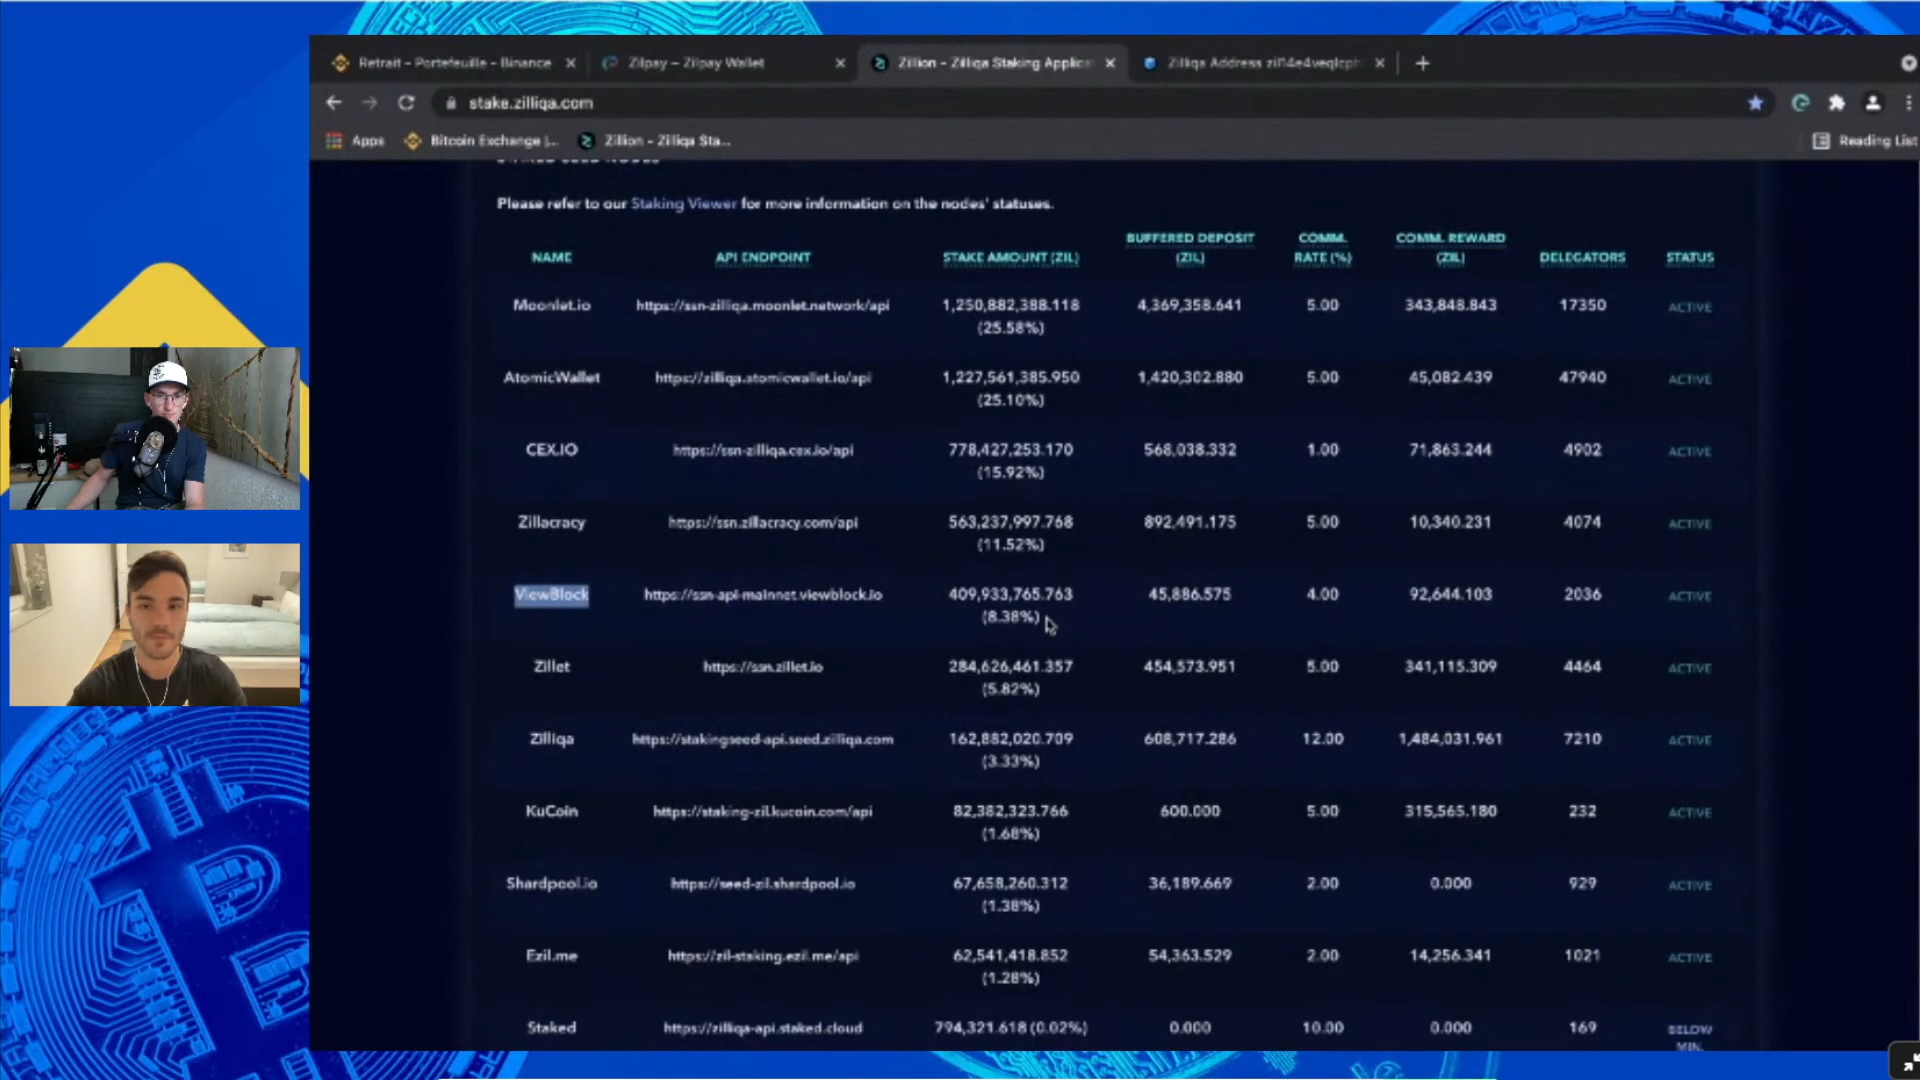 Retrait - Portefeuille - Binance
Zilpay – Zilpay Wallet
Zillion - Zilliqa Staking Applica
Zilliqa Address zil14e4veqlcph
stake.zilliqa.com
Apps
Bitcoin Exchange |...
Zillion - Zilliqa Sta...
Reading List
Please refer to our Staking Viewer for more information on the nodes' statuses.
NAME API ENDPOINT STAKE AMOUNT (ZIL) BUFFERED DEPOSIT (ZIL) COMM. RATE (%) COMM. REWARD (ZIL) DELEGATORS STATUS
Moonlet.io https://ssn-zilliqa.moonlet.network/api 1,250,882,388.118 4,369,358.641 5.00 343,848.843 17350 ACTIVE
(25.58%)
AtomicWallet https://zilliqa.atomicwallet.io/api 1,227,561,385.950 1,420,302.880 5.00 45,082.439 47940 ACTIVE
(25.10%)
CEX.IO https://ssn-zilliqa.cex.io/api 778,427,253.170 568,038.332 1.00 71,863.244 4902 ACTIVE
(15.92%)
Zillacracy https://ssn.zillacracy.com/api 563,237,997.768 892,491.175 5.00 10,340.231 4074 ACTIVE
(11.52%)
ViewBlock https://ssn-api-mainnet.viewblock.io 409,933,765.763 45,886.575 4.00 92,644.103 2036 ACTIVE
(8.38%)
Zillet https://ssn.zillet.io 284,626,461.357 454,573.951 5.00 341,115.309 4464 ACTIVE
(5.82%)
Zilliqa https://stakingseed-api.seed.zilliqa.com 162,882,020.709 608,717.286 12.00 1,484,031.961 7210 ACTIVE
(3.33%)
KuCoin https://staking-zil.kucoin.com/api 82,382,323.766 600.000 5.00 315,565.180 232 ACTIVE
(1.68%)
Shardpool.io https://seed-zil.shardpool.io 67,658,260.312 36,189.669 2.00 0.000 929 ACTIVE
(1.38%)
Ezil.me https://zil-staking.ezil.me/api 62,541,418.852 54,363.529 2.00 14,256.341 1021 ACTIVE
(1.28%)
Staked https://zilliqa-api.staked.cloud 794,321.618 (0.02%) 0.000 10.00 0.000 169 BELOW
MIN.